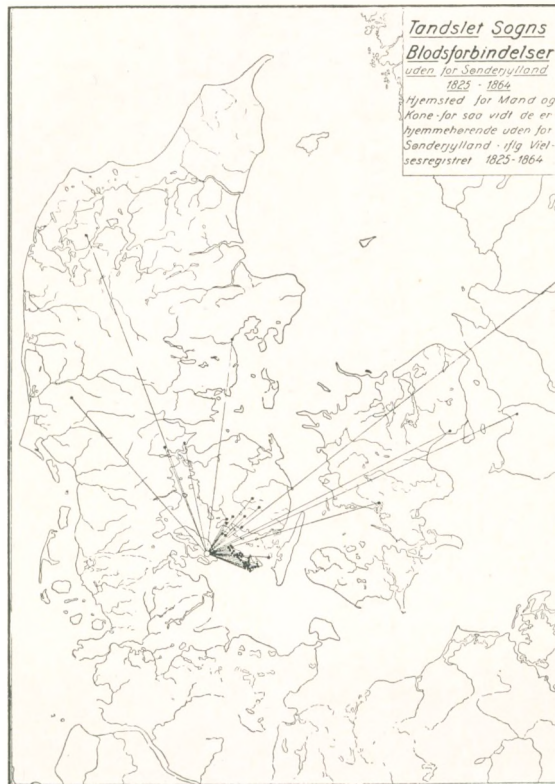 Tandslet Sogns
Blodsforbindelser
uden for Sønderjylland
1825 - 1864
Hjemsted for Mand og
Kone - for saa vidt de er
hjemmehørende uden for
Sønderjylland - iflg Viel-
sesregistret 1825-1864